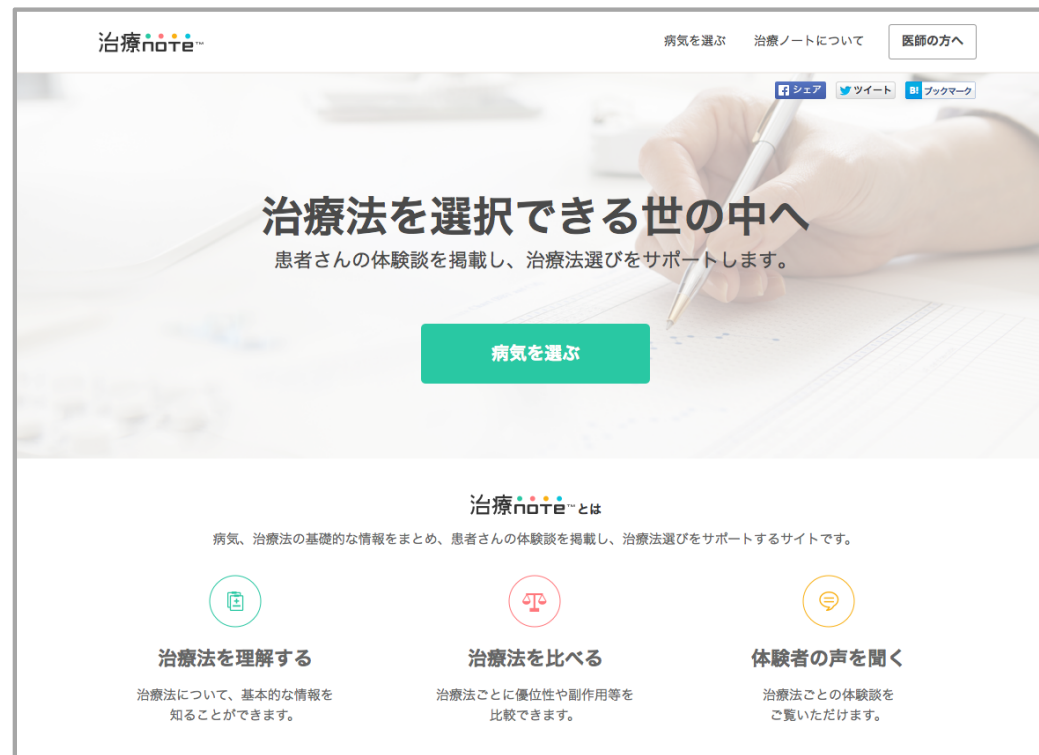 治療note™
病気を選ぶ
治療ノートについて
医師の方へ
シェア
ツイート
B! ブックマーク
治療法を選択できる世の中へ
患者さんの体験談を掲載し、治療法選びをサポートします。
病気を選ぶ
治療note™とは
病気、治療法の基礎的な情報をまとめ、患者さんの体験談を掲載し、治療法選びをサポートするサイトです。
治療法を理解する
治療法について、基本的な情報を
知ることができます。
治療法を比べる
治療法ごとに優位性や副作用等を
比較できます。
体験者の声を聞く
治療法ごとの体験談を
ご覧いただけます。